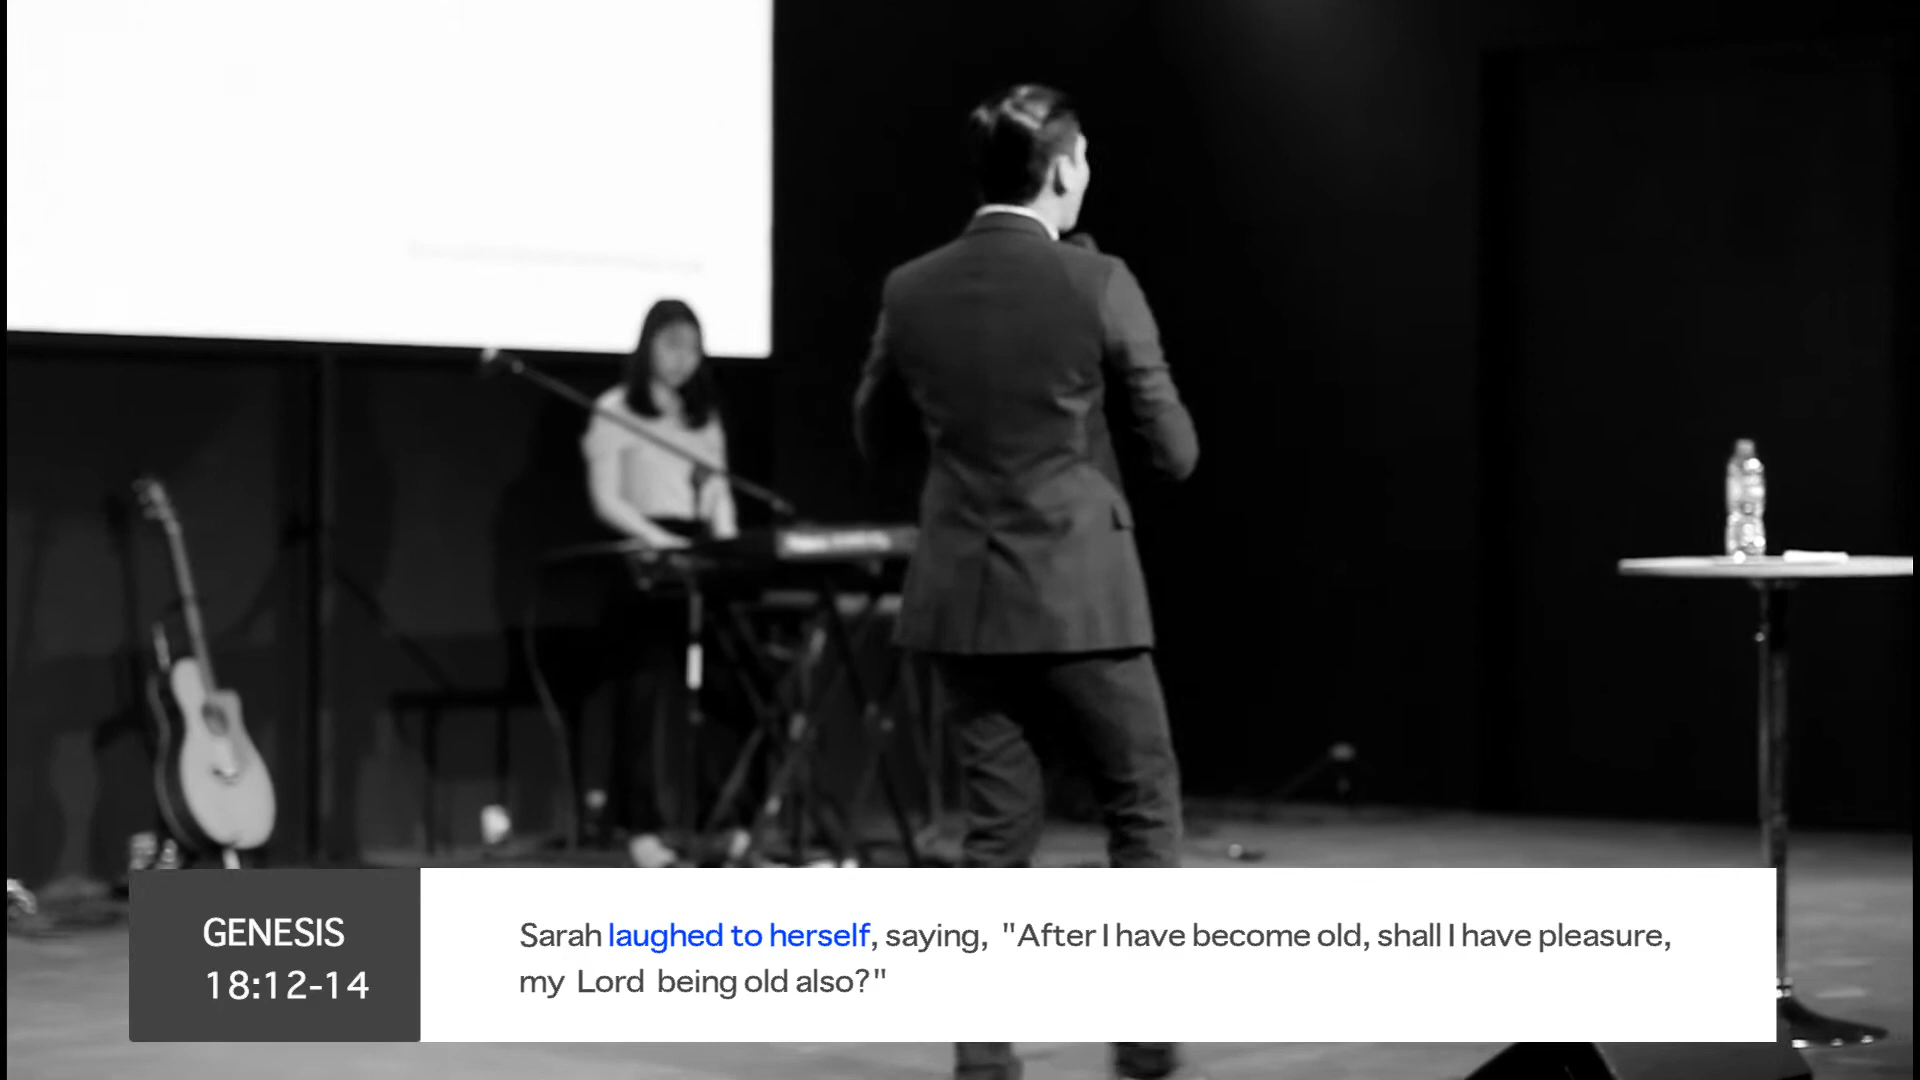 GENESIS
18:12-14
Sarah laughed to herself, saying, "After I have become old, shall I have pleasure,
my Lord being old also?"